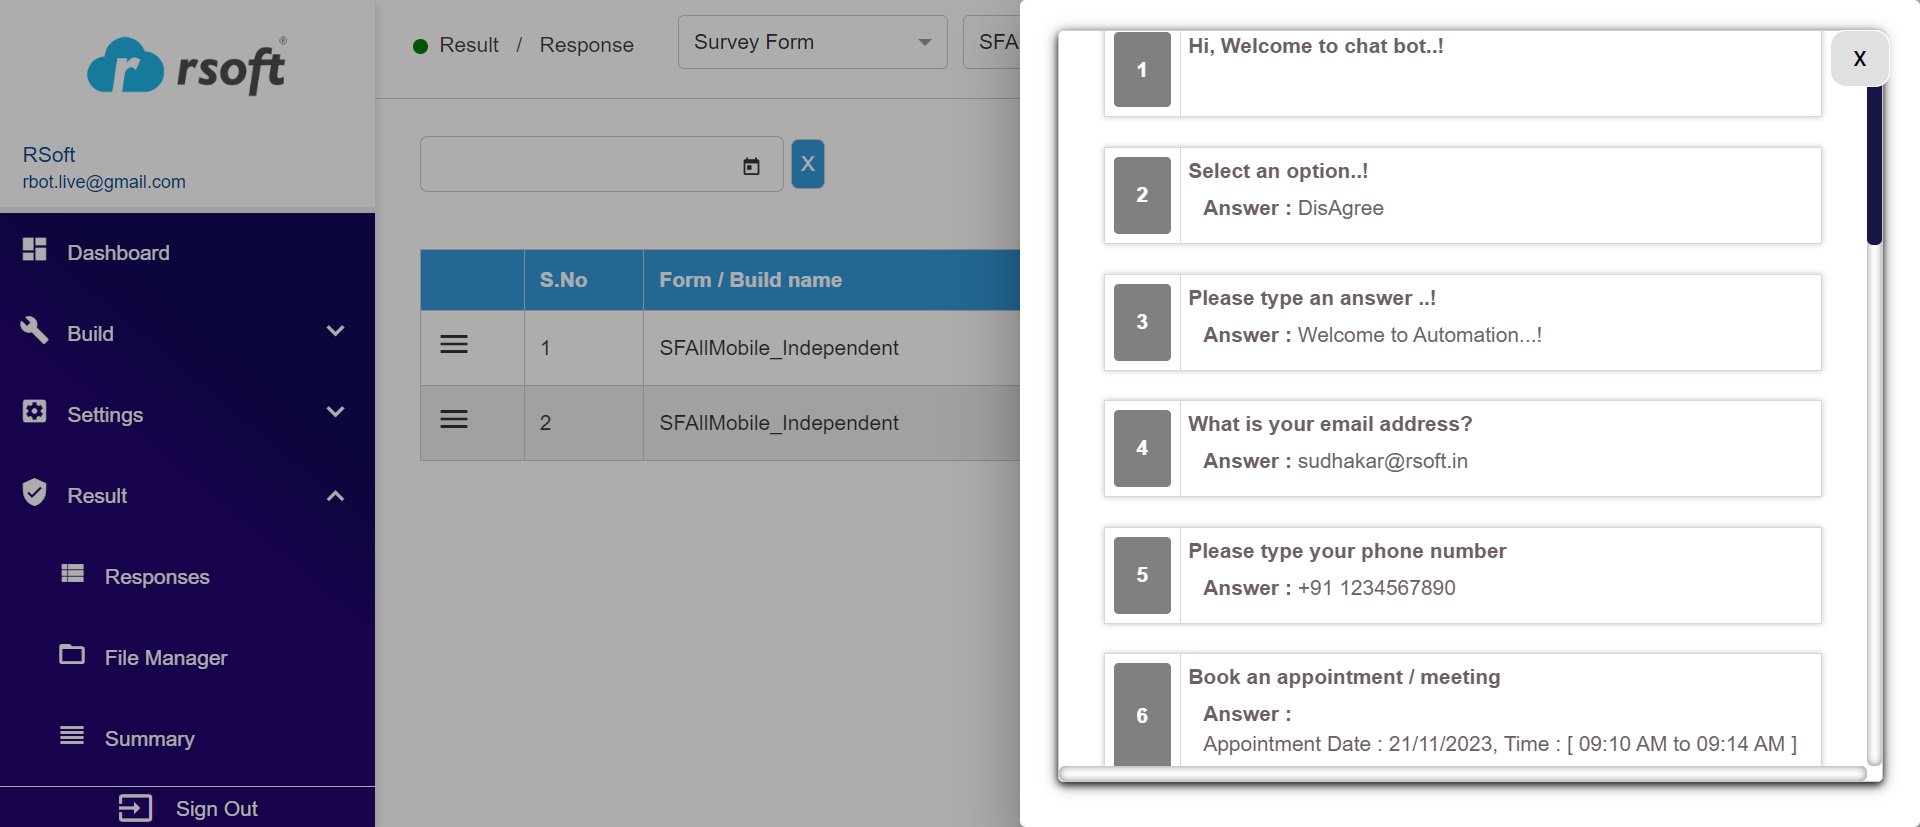 rsoft®
RSoft
rbot.live@gmail.com
Dashboard
Build
Settings
Result
Responses
File Manager
Summary
Sign Out
Result / Response
Survey Form
SFA
X
S.No
Form / Build name
1
SFAllMobile_Independent
2
SFAllMobile_Independent
X
1
Hi, Welcome to chat bot..!
2
Select an option..!
Answer : DisAgree
3
Please type an answer ..!
Answer : Welcome to Automation...!
4
What is your email address?
Answer : sudhakar@rsoft.in
5
Please type your phone number
Answer : +91 1234567890
6
Book an appointment / meeting
Answer :
Appointment Date : 21/11/2023, Time : [ 09:10 AM to 09:14 AM ]